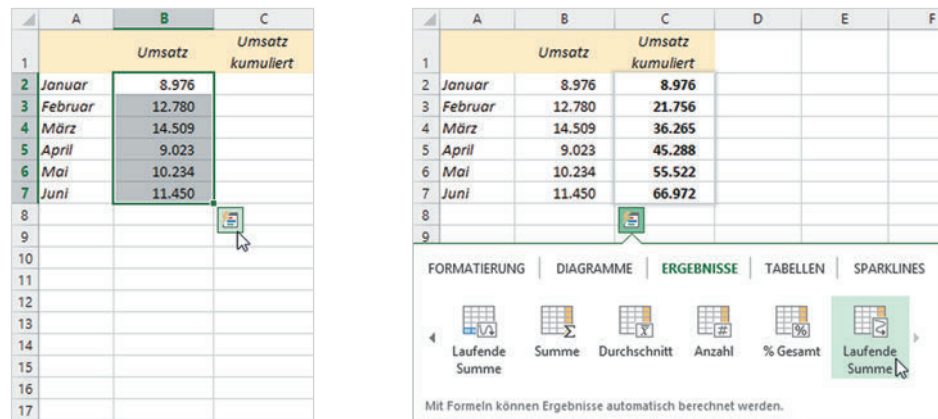 A B C
Umsatz Umsatz
kumuliert
1
2 Januar 8.976
3 Februar 12.780
4 März 14.509
5 April 9.023
6 Mai 10.234
7 Juni 11.450
8
9
10
11
12
13
14
15
16
17
A B C D E F
Umsatz Umsatz
kumuliert
1
2 Januar 8.976 8.976
3 Februar 12.780 21.756
4 März 14.509 36.265
5 April 9.023 45.288
6 Mai 10.234 55.522
7 Juni 11.450 66.972
8
9
FORMATIERUNG DIAGRAMME ERGEBNISSE TABELLEN SPARKLINES
Laufende Summe Durchschnitt Anzahl % Gesamt Laufende
Summe Summe
Mit Formeln können Ergebnisse automatisch berechnet werden.